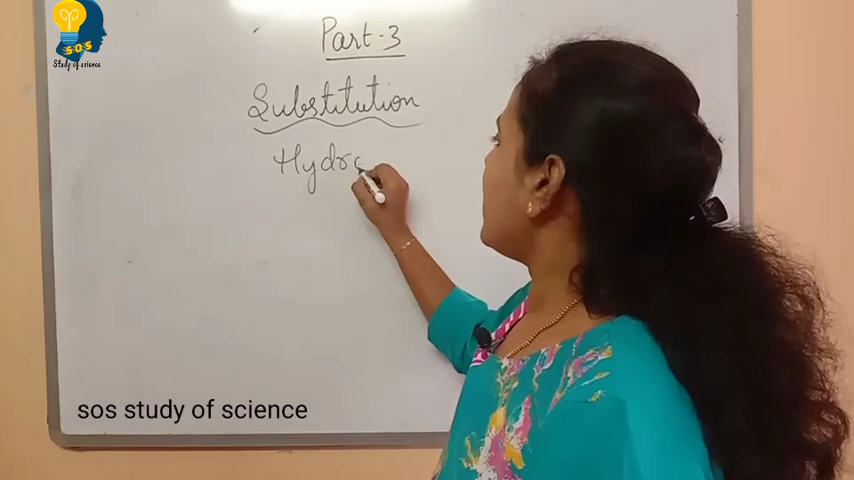 SOS
Study of science
Part-3
Substitution
Hydro
sos study of science